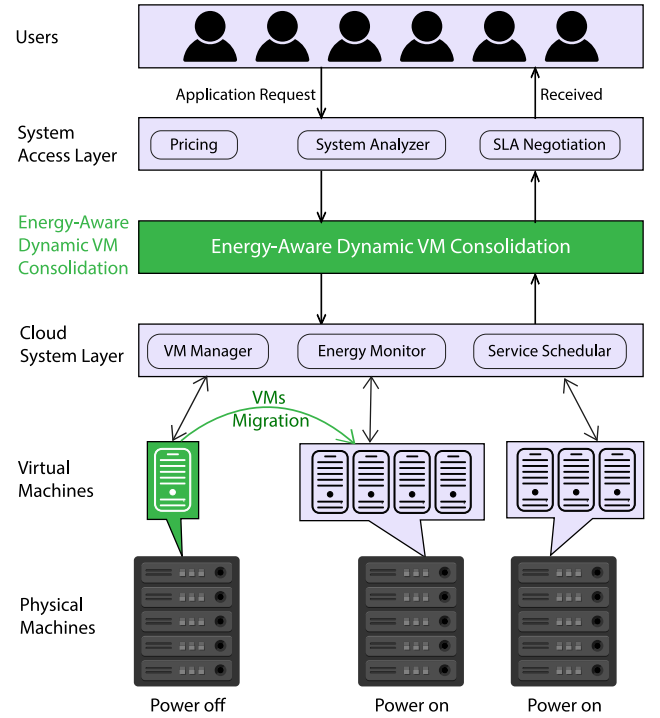 Users
Application Request
Received
System
Access Layer
Pricing
System Analyzer
SLA Negotiation
Energy-Aware
Dynamic VM
Consolidation
Energy-Aware Dynamic VM Consolidation
Cloud
System Layer
VM Manager
Energy Monitor
Service Schedular
VMs
Migration
Virtual
Machines
Physical
Machines
Power off
Power on
Power on